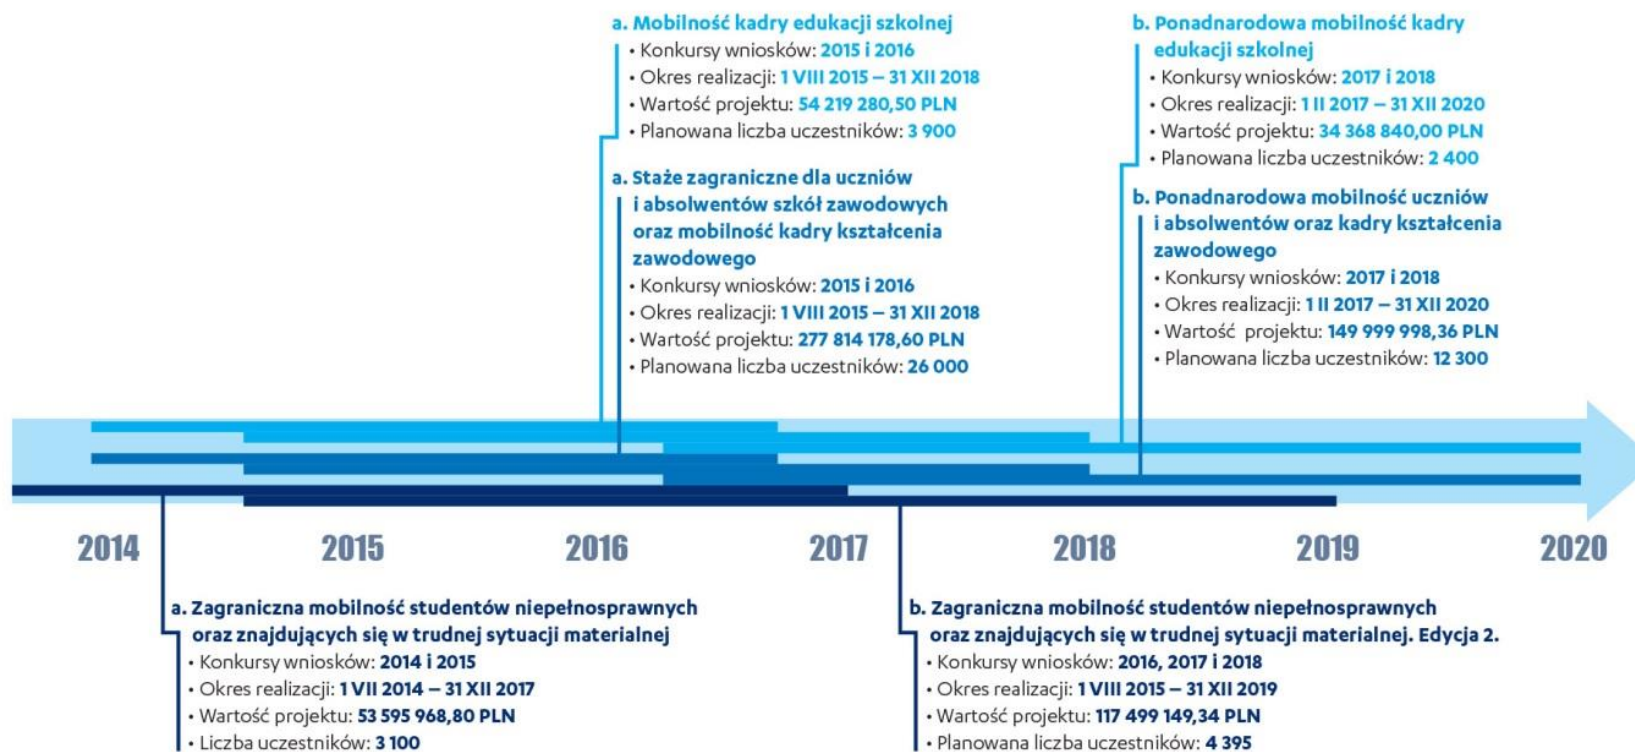 a. Mobilność kadry edukacji szkolnej
• Konkursy wniosków: 2015 i 2016
• Okres realizacji: 1 VIII 2015 – 31 XII 2018
• Wartość projektu: 54 219 280,50 PLN
• Planowana liczba uczestników: 3 900
a. Staże zagraniczne dla uczniów
i absolwentów szkół zawodowych
oraz mobilność kadry kształcenia
zawodowego
• Konkursy wniosków: 2015 i 2016
• Okres realizacji: 1 VIII 2015 – 31 XII 2018
• Wartość projektu: 277 814 178,60 PLN
• Planowana liczba uczestników: 26 000
b. Ponadnarodowa mobilność kadry
edukacji szkolnej
• Konkursy wniosków: 2017 i 2018
• Okres realizacji: 1 II 2017 – 31 XII 2020
• Wartość projektu: 34 368 840,00 PLN
• Planowana liczba uczestników: 2 400
b. Ponadnarodowa mobilność uczniów
i absolwentów oraz kadry kształcenia
zawodowego
• Konkursy wniosków: 2017 i 2018
• Okres realizacji: 1 II 2017 – 31 XII 2020
• Wartość projektu: 149 999 998,36 PLN
• Planowana liczba uczestników: 12 300
2014 2015 2016 2017 2018 2019 2020
a. Zagraniczna mobilność studentów niepełnosprawnych
oraz znajdujących się w trudnej sytuacji materialnej
• Konkursy wniosków: 2014 i 2015
• Okres realizacji: 1 VII 2014 – 31 XII 2017
• Wartość projektu: 53 595 968,80 PLN
• Liczba uczestników: 3 100
b. Zagraniczna mobilność studentów niepełnosprawnych
oraz znajdujących się w trudnej sytuacji materialnej. Edycja 2.
• Konkursy wniosków: 2016, 2017 i 2018
• Okres realizacji: 1 VIII 2015 – 31 XII 2019
• Wartość projektu: 117 499 149,34 PLN
• Planowana liczba uczestników: 4 395